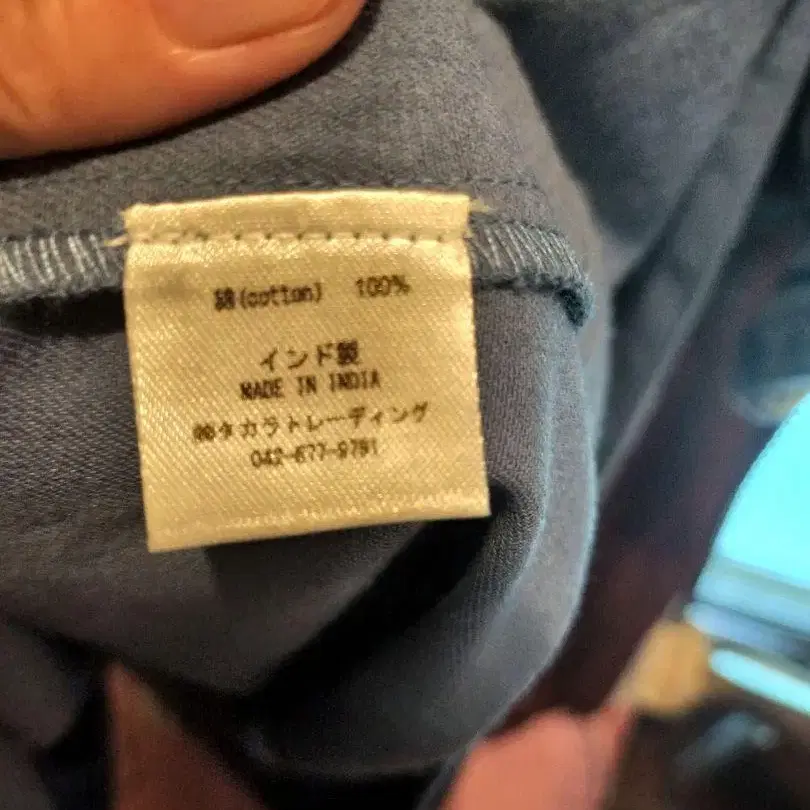 綿(cotton) 100%
インド製
MADE IN INDIA
㈱タカラトレーディング
042-677-9791